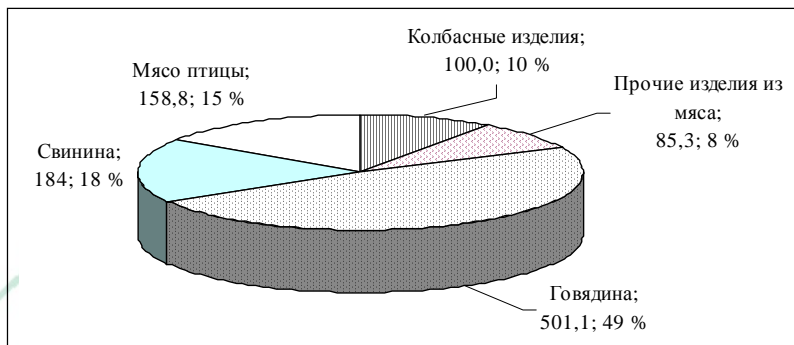 Колбасные изделия;
100,0; 10 %
Мясо птицы;
158,8; 15 %
Прочие изделия из
мяса;
85,3; 8 %
Свинина;
184; 18 %
Говядина;
501,1; 49 %